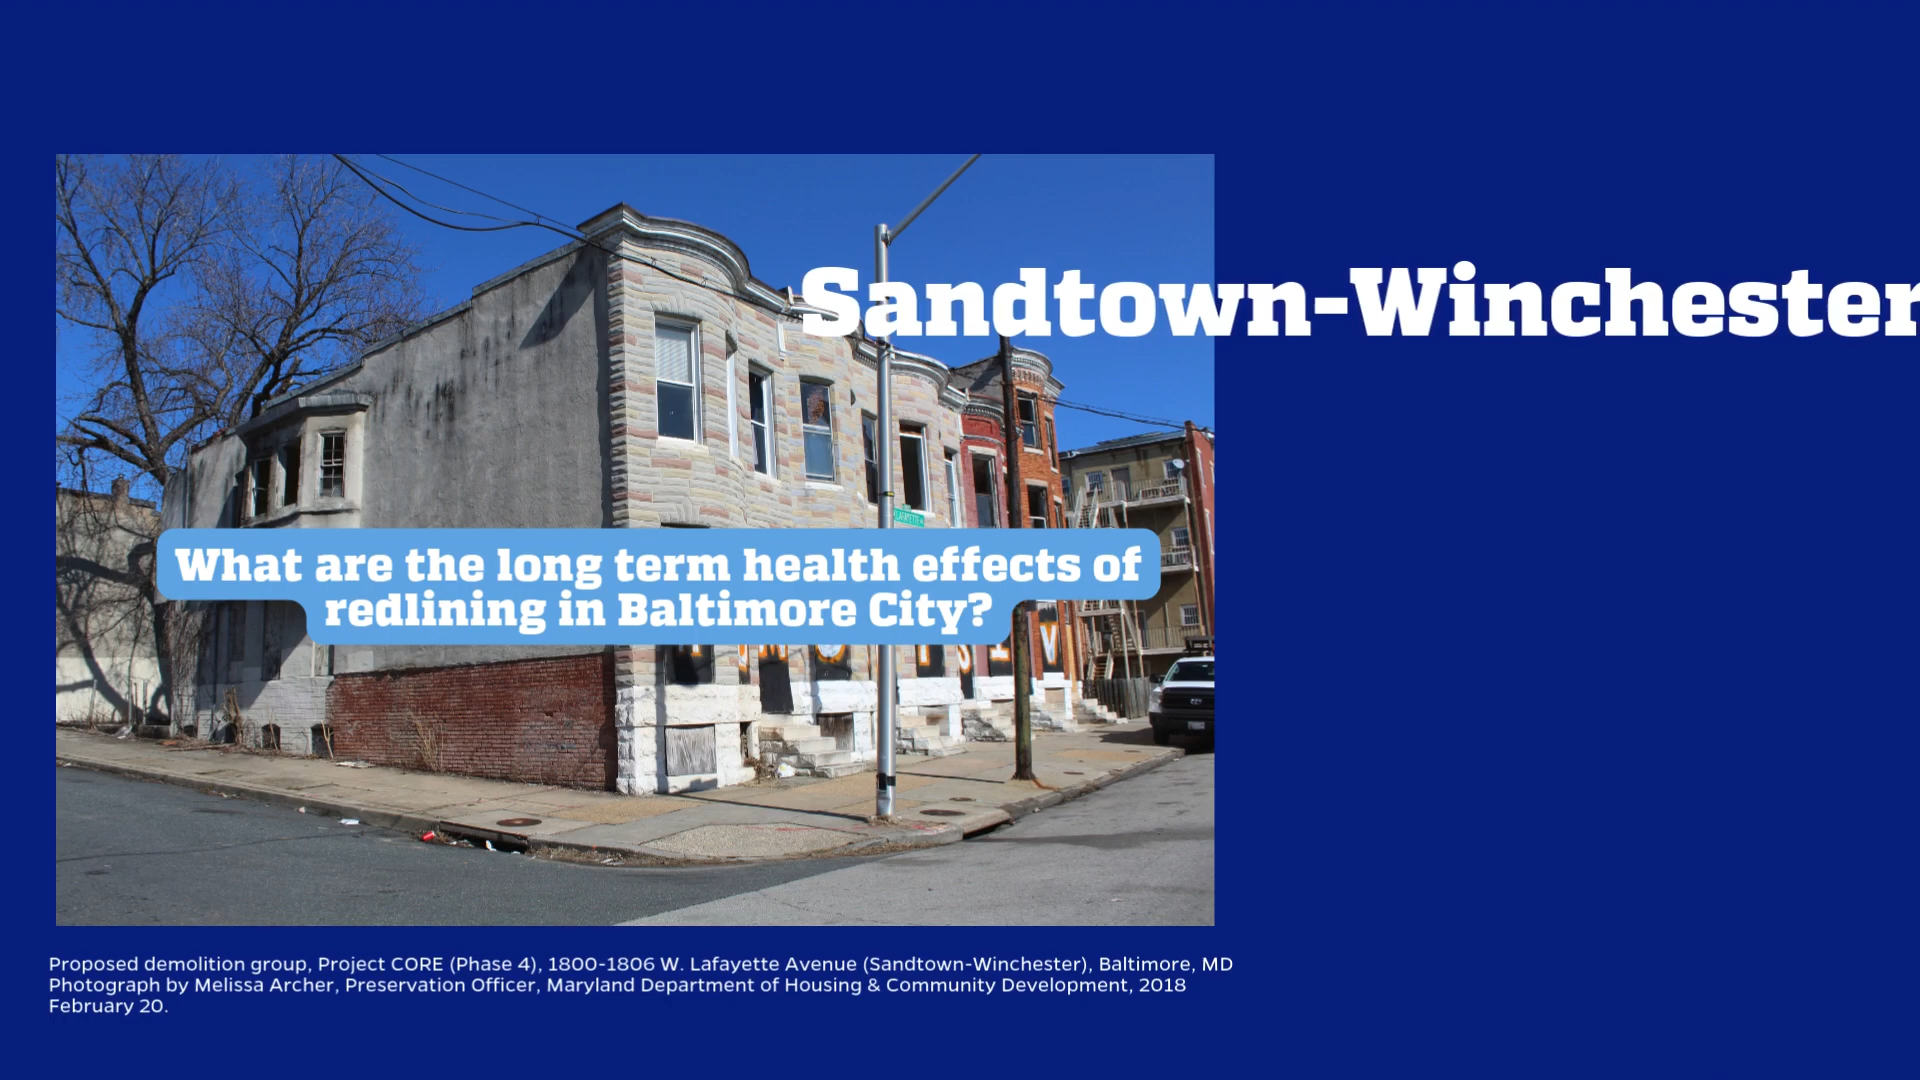 Sandtown-Winchester
LAFAYETTE
What are the long term health effects of
redlining in Baltimore City?
Proposed demolition group, Project CORE (Phase 4), 1800-1806 W. Lafayette Avenue (Sandtown-Winchester), Baltimore, MD
Photograph by Melissa Archer, Preservation Officer, Maryland Department of Housing & Community Development, 2018
February 20.